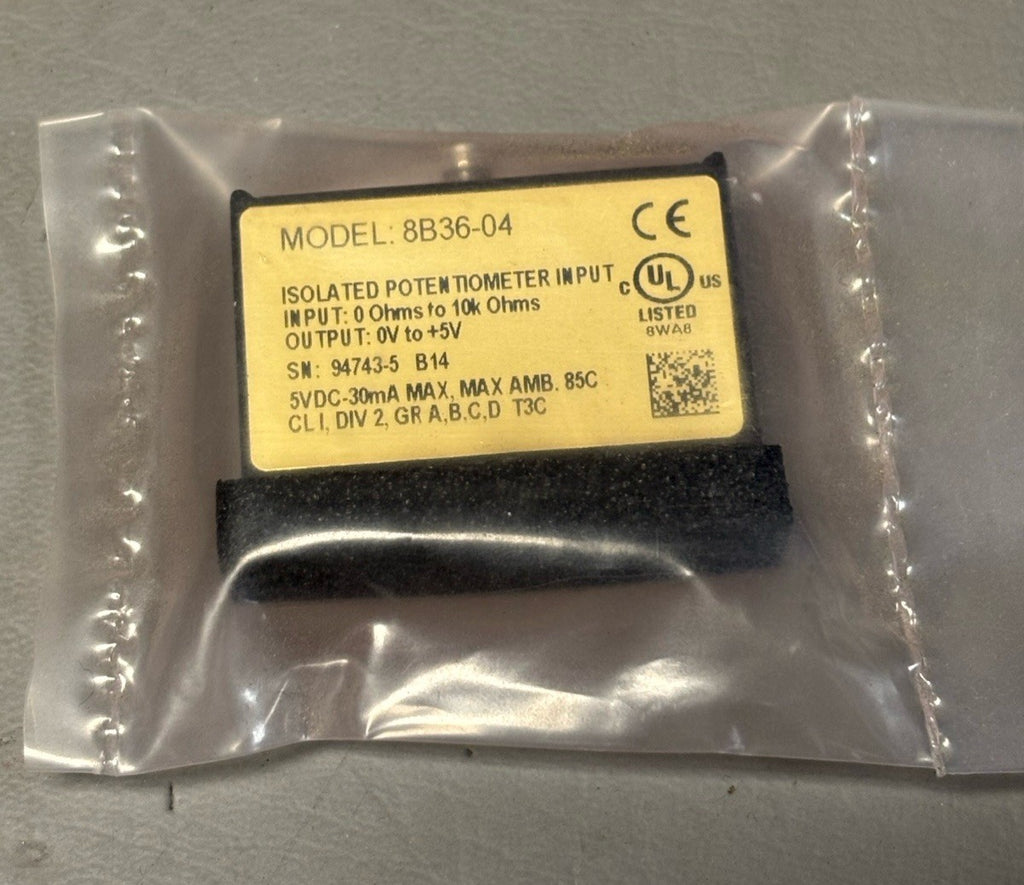 MODEL: 8B36-04
CE
ISOLATED POTENTIOMETER INPUT
INPUT: 0 Ohms to 10k Ohms
OUTPUT: 0V to +5V
C UL US
LISTED
8WA8
SN: 94743-5 B14
5VDC-30mA MAX, MAX AMB. 85C
CL I, DIV 2, GR A,B,C,D T3C